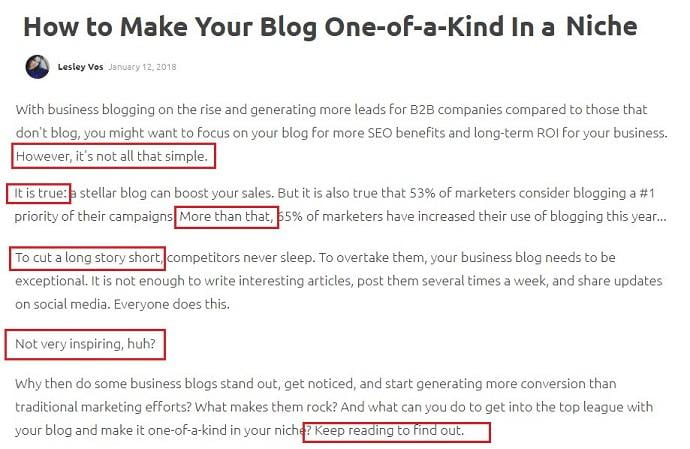 How to Make Your Blog One-of-a-Kind In a Niche
Lesley Vos January 12, 2018
With business blogging on the rise and generating more leads for B2B companies compared to those that
don't blog, you might want to focus on your blog for more SEO benefits and long-term ROI for your business.
However, it's not all that simple.
It is true: a stellar blog can boost your sales. But it is also true that 53% of marketers consider blogging a #1
priority of their campaigns. More than that, 65% of marketers have increased their use of blogging this year...
To cut a long story short, competitors never sleep. To overtake them, your business blog needs to be
exceptional. It is not enough to write interesting articles, post them several times a week, and share updates
on social media. Everyone does this.
Not very inspiring, huh?
Why then do some business blogs stand out, get noticed, and start generating more conversion than
traditional marketing efforts? What makes them rock? And what can you do to get into the top league with
your blog and make it one-of-a-kind in your niche? Keep reading to find out.